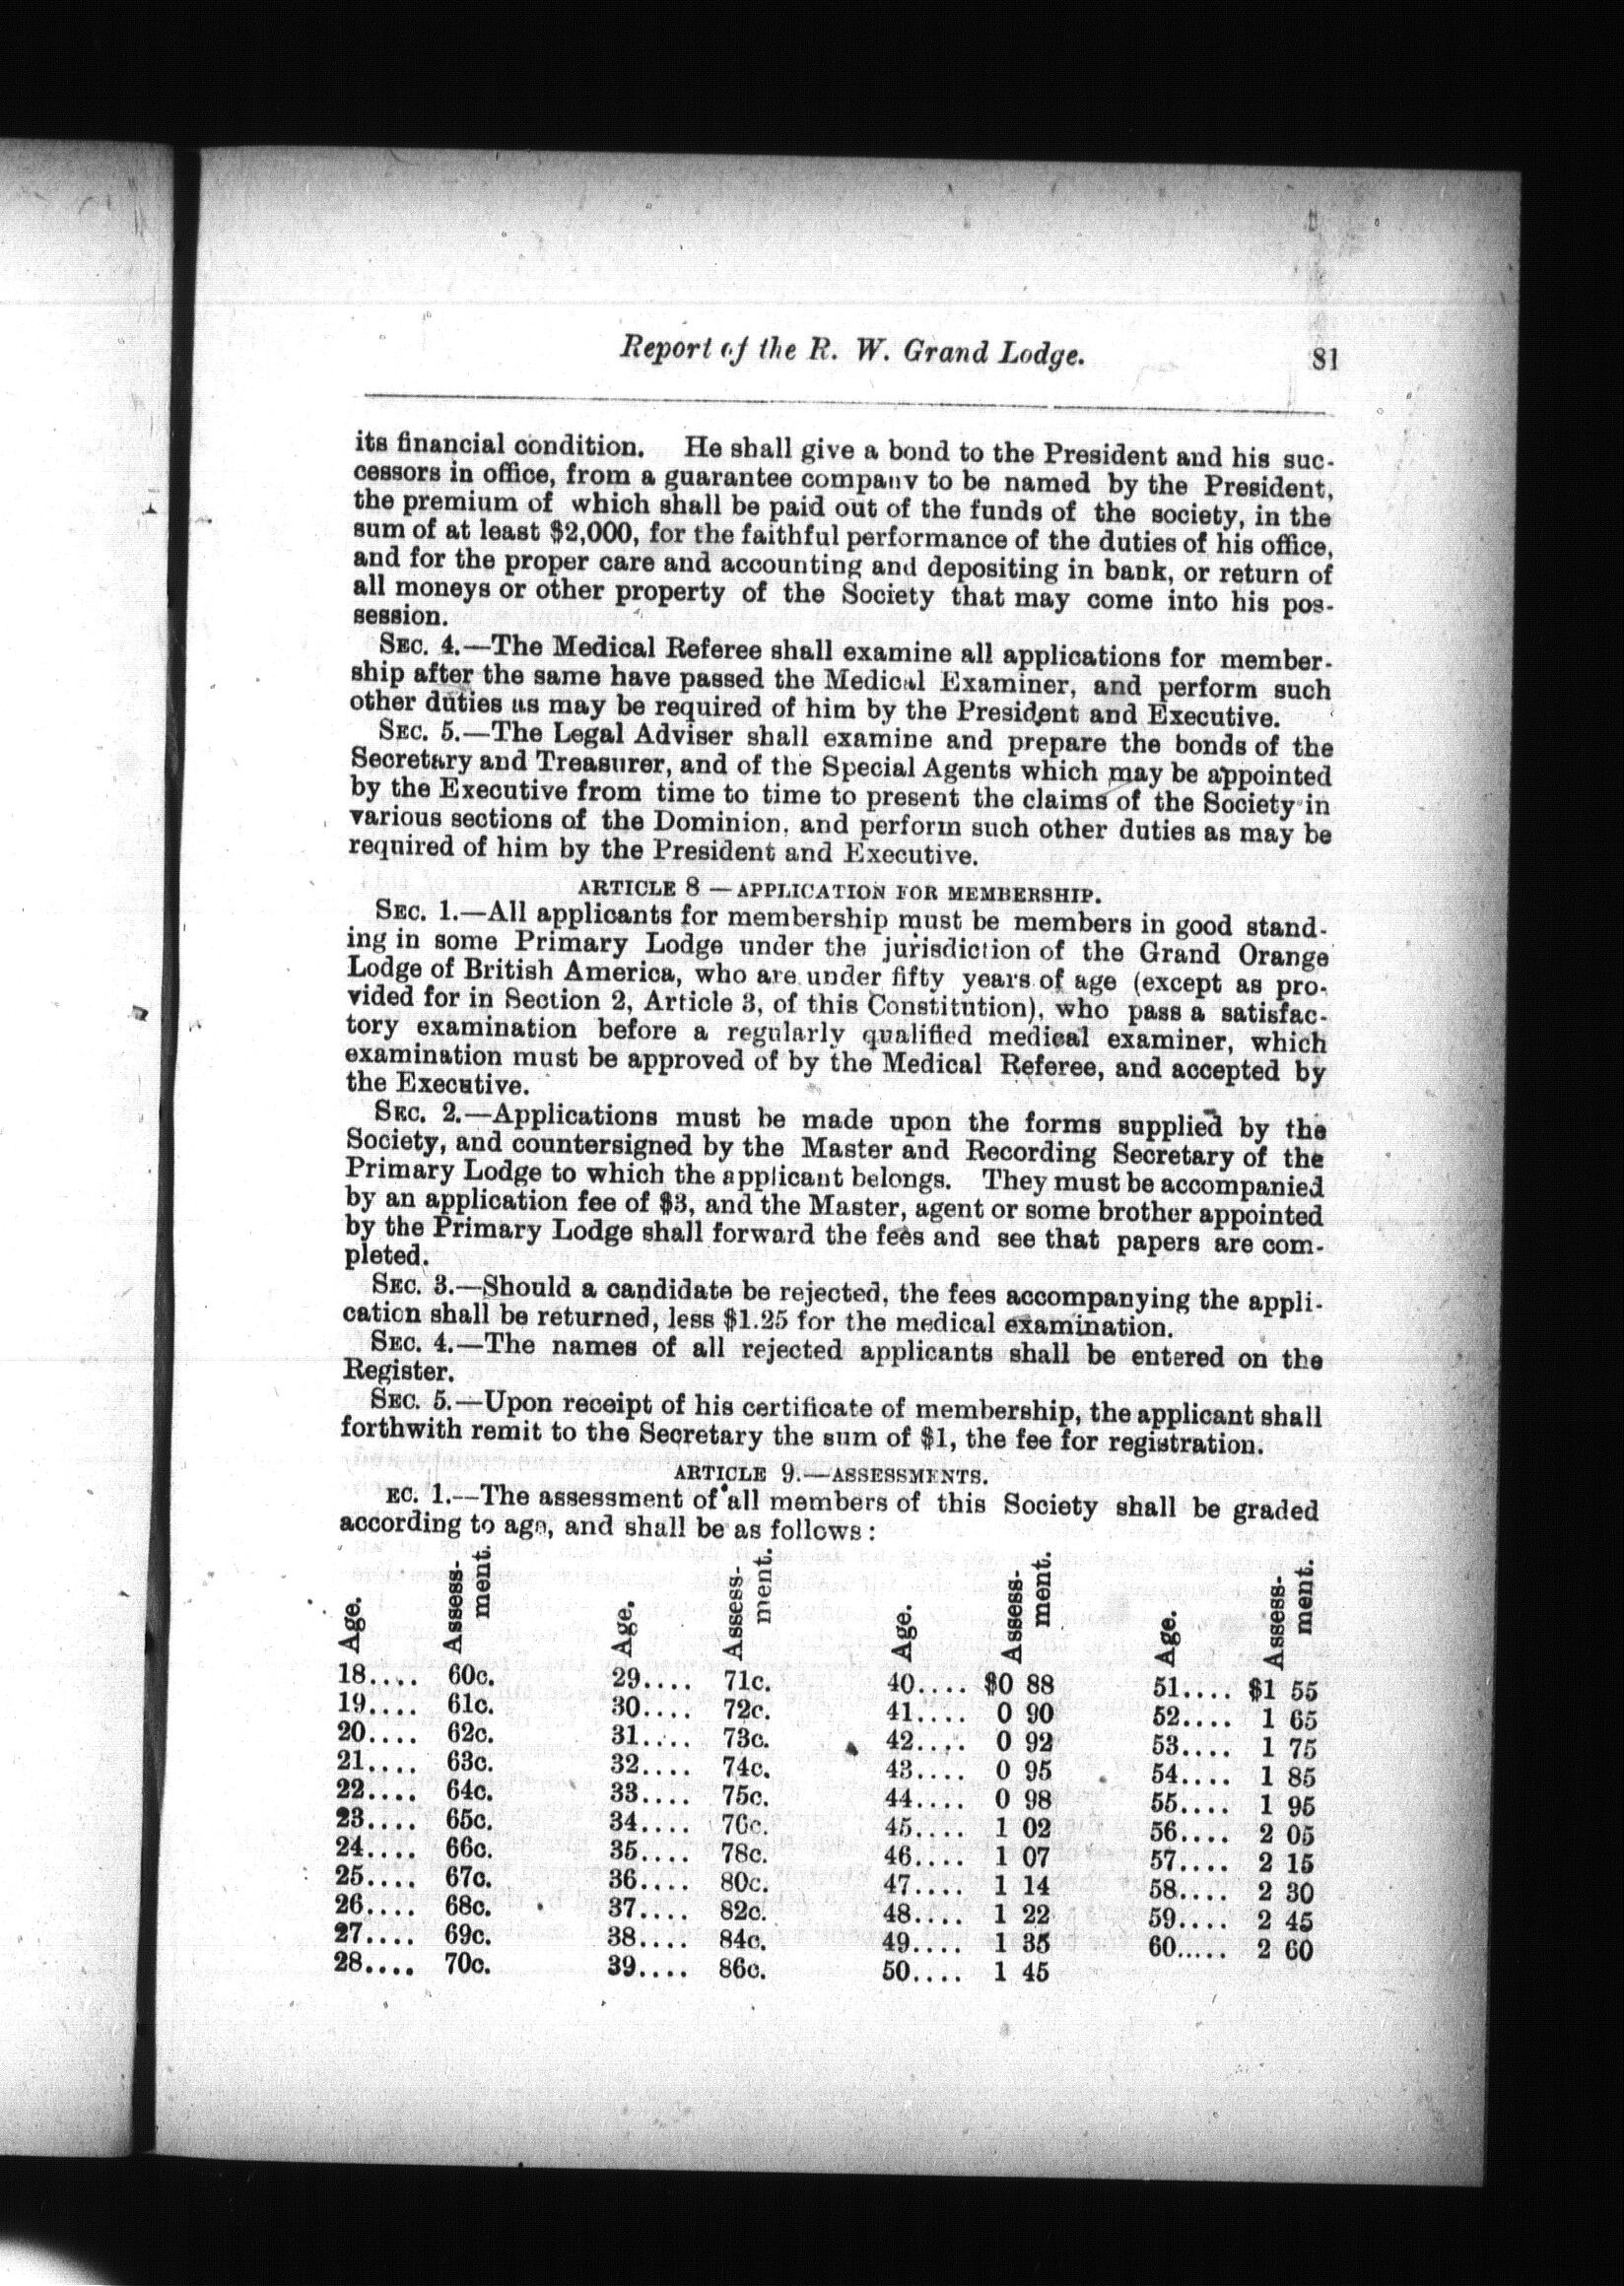 Report of the R. W. Grand Lodge. 81
its financial condition. He shall give a bond to the President and his suc-
cessors in office, from a guarantee company to be named by the President,
the premium of which shall be paid out of the funds of the society, in the
sum of at least $2,000, for the faithful performance of the duties of his office,
and for the proper care and accounting and depositing in bank, or return of
all moneys or other property of the Society that may come into his pos-
session.
SEC. 4.—The Medical Referee shall examine all applications for member-
ship after the same have passed the Medical Examiner, and perform such
other duties as may be required of him by the President and Executive.
SEC. 5.—The Legal Adviser shall examine and prepare the bonds of the
Secretary and Treasurer, and of the Special Agents which may be appointed
by the Executive from time to time to present the claims of the Society in
various sections of the Dominion, and perform such other duties as may be
required of him by the President and Executive.
ARTICLE 8 — APPLICATION FOR MEMBERSHIP.
SEC. 1.—All applicants for membership must be members in good stand-
ing in some Primary Lodge under the jurisdiction of the Grand Orange
Lodge of British America, who are under fifty years of age (except as pro-
vided for in Section 2, Article 3, of this Constitution), who pass a satisfac-
tory examination before a regularly qualified medical examiner, which
examination must be approved of by the Medical Referee, and accepted by
the Executive.
SEC. 2.—Applications must be made upon the forms supplied by the
Society, and countersigned by the Master and Recording Secretary of the
Primary Lodge to which the applicant belongs. They must be accompanied
by an application fee of $3, and the Master, agent or some brother appointed
by the Primary Lodge shall forward the fees and see that papers are com-
pleted.
SEC. 3.—Should a candidate be rejected, the fees accompanying the appli-
cation shall be returned, less $1.25 for the medical examination.
SEC. 4.—The names of all rejected applicants shall be entered on the
Register.
SEC. 5.—Upon receipt of his certificate of membership, the applicant shall
forthwith remit to the Secretary the sum of $1, the fee for registration.
ARTICLE 9.—ASSESSMENTS.
EC. 1.—The assessment of all members of this Society shall be graded
according to age, and shall be as follows:
Age. Assess-ment. Age. Assess-ment. Age. Assess-ment. Age. Assess-ment.
18.... 60c. 29.... 71c. 40.... $0 88 51.... $1 55
19.... 61c. 30.... 72c. 41.... 0 90 52.... 1 65
20.... 62c. 31.... 73c. 42.... 0 92 53.... 1 75
21.... 63c. 32.... 74c. 43.... 0 95 54.... 1 85
22.... 64c. 33.... 75c. 44.... 0 98 55.... 1 95
23.... 65c. 34.... 76c. 45.... 1 02 56.... 2 05
24.... 66c. 35.... 78c. 46.... 1 07 57.... 2 15
25.... 67c. 36.... 80c. 47.... 1 14 58.... 2 30
26.... 68c. 37.... 82c. 48.... 1 22 59.... 2 45
27.... 69c. 38.... 84c. 49.... 1 35 60..... 2 60
28.... 70c. 39.... 86c. 50.... 1 45